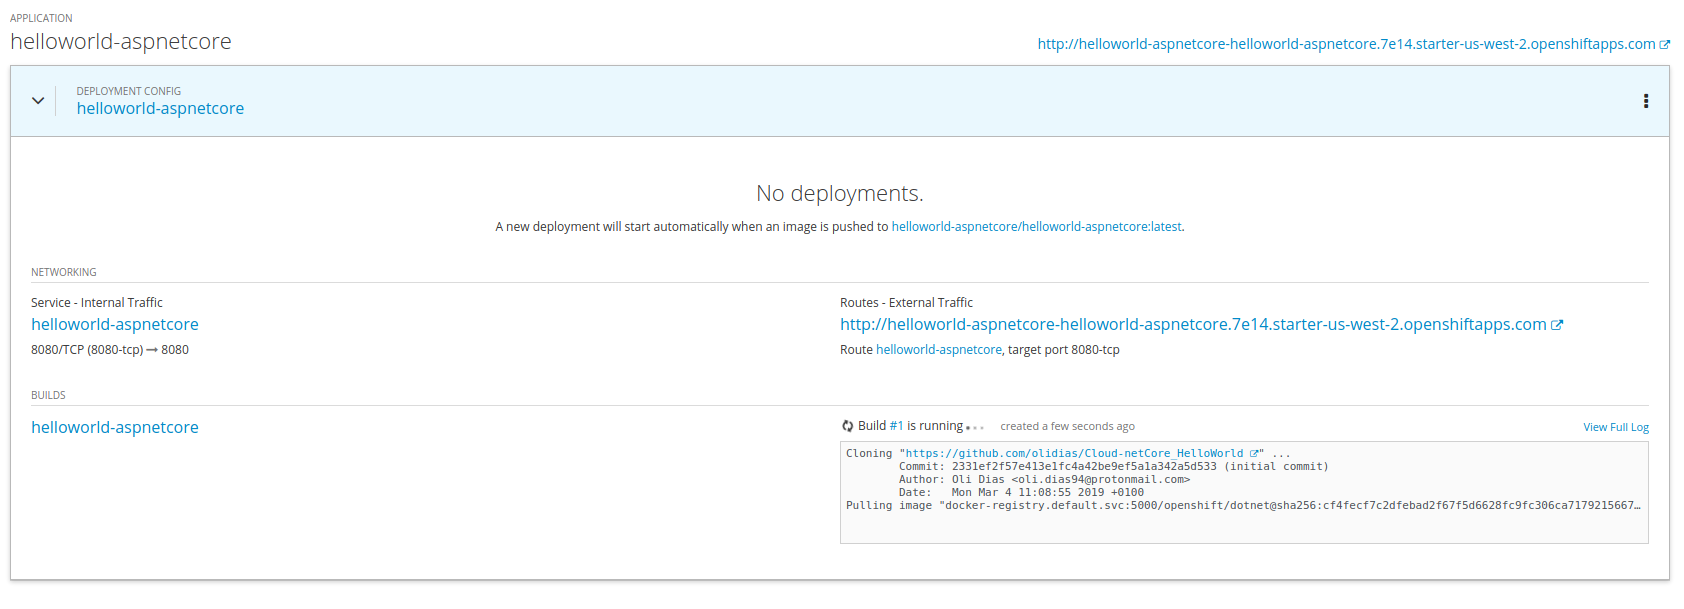 APPLICATION
helloworld-aspnetcore
http://helloworld-aspnetcore-helloworld-aspnetcore.7e14.starter-us-west-2.openshiftapps.com
DEPLOYMENT CONFIG
helloworld-aspnetcore
No deployments.
A new deployment will start automatically when an image is pushed to helloworld-aspnetcore/helloworld-aspnetcore:latest.
NETWORKING
Service - Internal Traffic
helloworld-aspnetcore
8080/TCP (8080-tcp) → 8080
Routes - External Traffic
http://helloworld-aspnetcore-helloworld-aspnetcore.7e14.starter-us-west-2.openshiftapps.com
Route helloworld-aspnetcore, target port 8080-tcp
BUILDS
helloworld-aspnetcore
Build #1 is running created a few seconds ago View Full Log
Cloning "https://github.com/olidias/Cloud-netCore_HelloWorld" ...
Commit: 2331ef2f57e413e1fc4a42be9ef5a1a342a5d533 (initial commit)
Author: Oli Dias <oli.dias94@protonmail.com>
Date: Mon Mar 4 11:08:55 2019 +0100
Pulling image "docker-registry.default.svc:5000/openshift/dotnet@sha256:cf4fecf7c2dfebad2f67f5d6628fc9fc306ca7179215667…